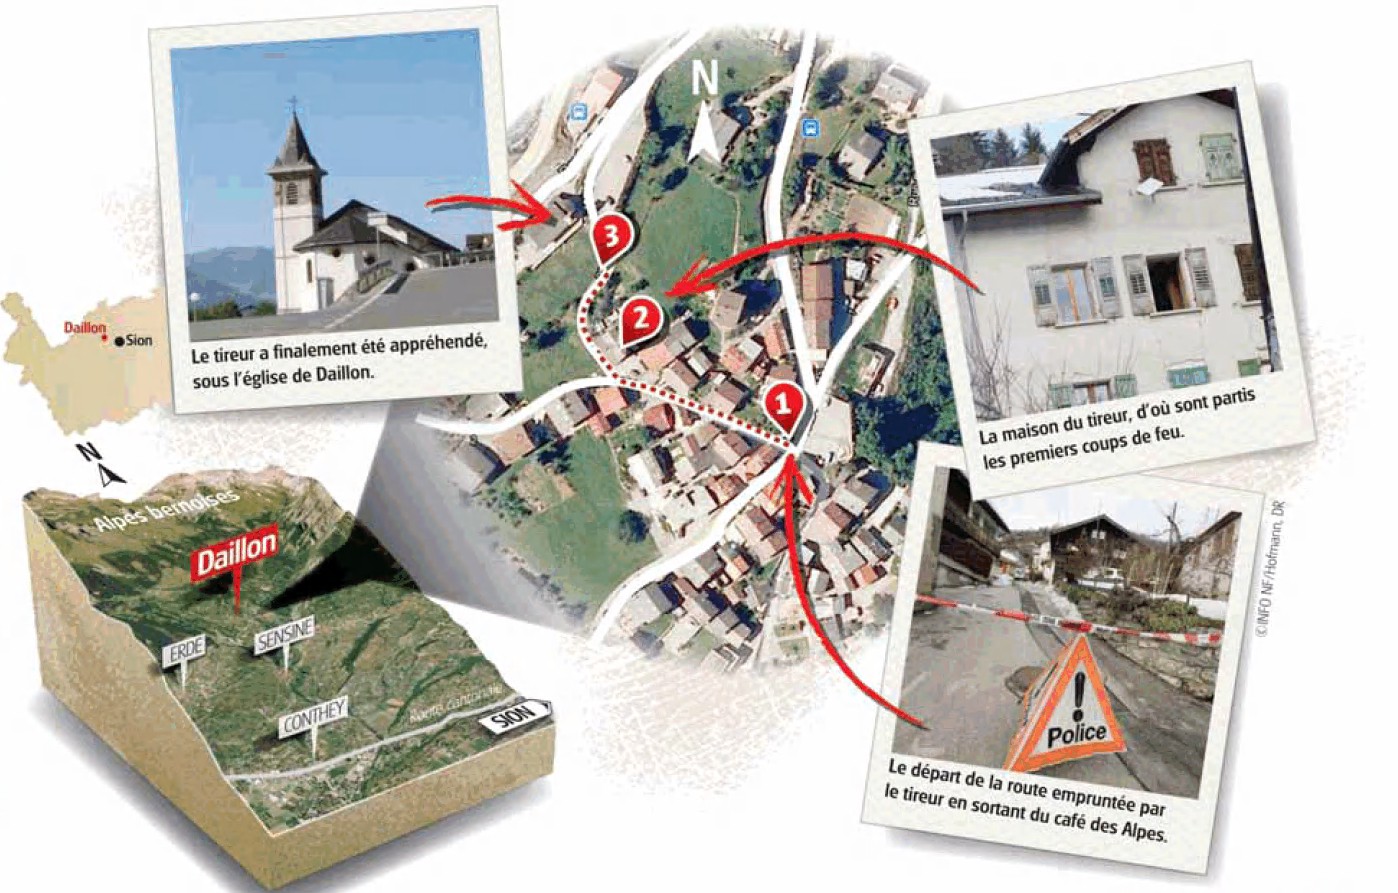 N
3
2
1
Le tireur a finalement été appréhendé,
sous l'église de Daillon.
La maison du tireur, d'où sont partis
les premiers coups de feu.
Police
Le départ de la route empruntée par
le tireur en sortant du café des Alpes.
© INFO NF/Hofmann, DR
Daillon
Sion
N
Alpes bernoises
Daillon
ERDE
SENSINE
CONTHEY
Route cantonale
SION